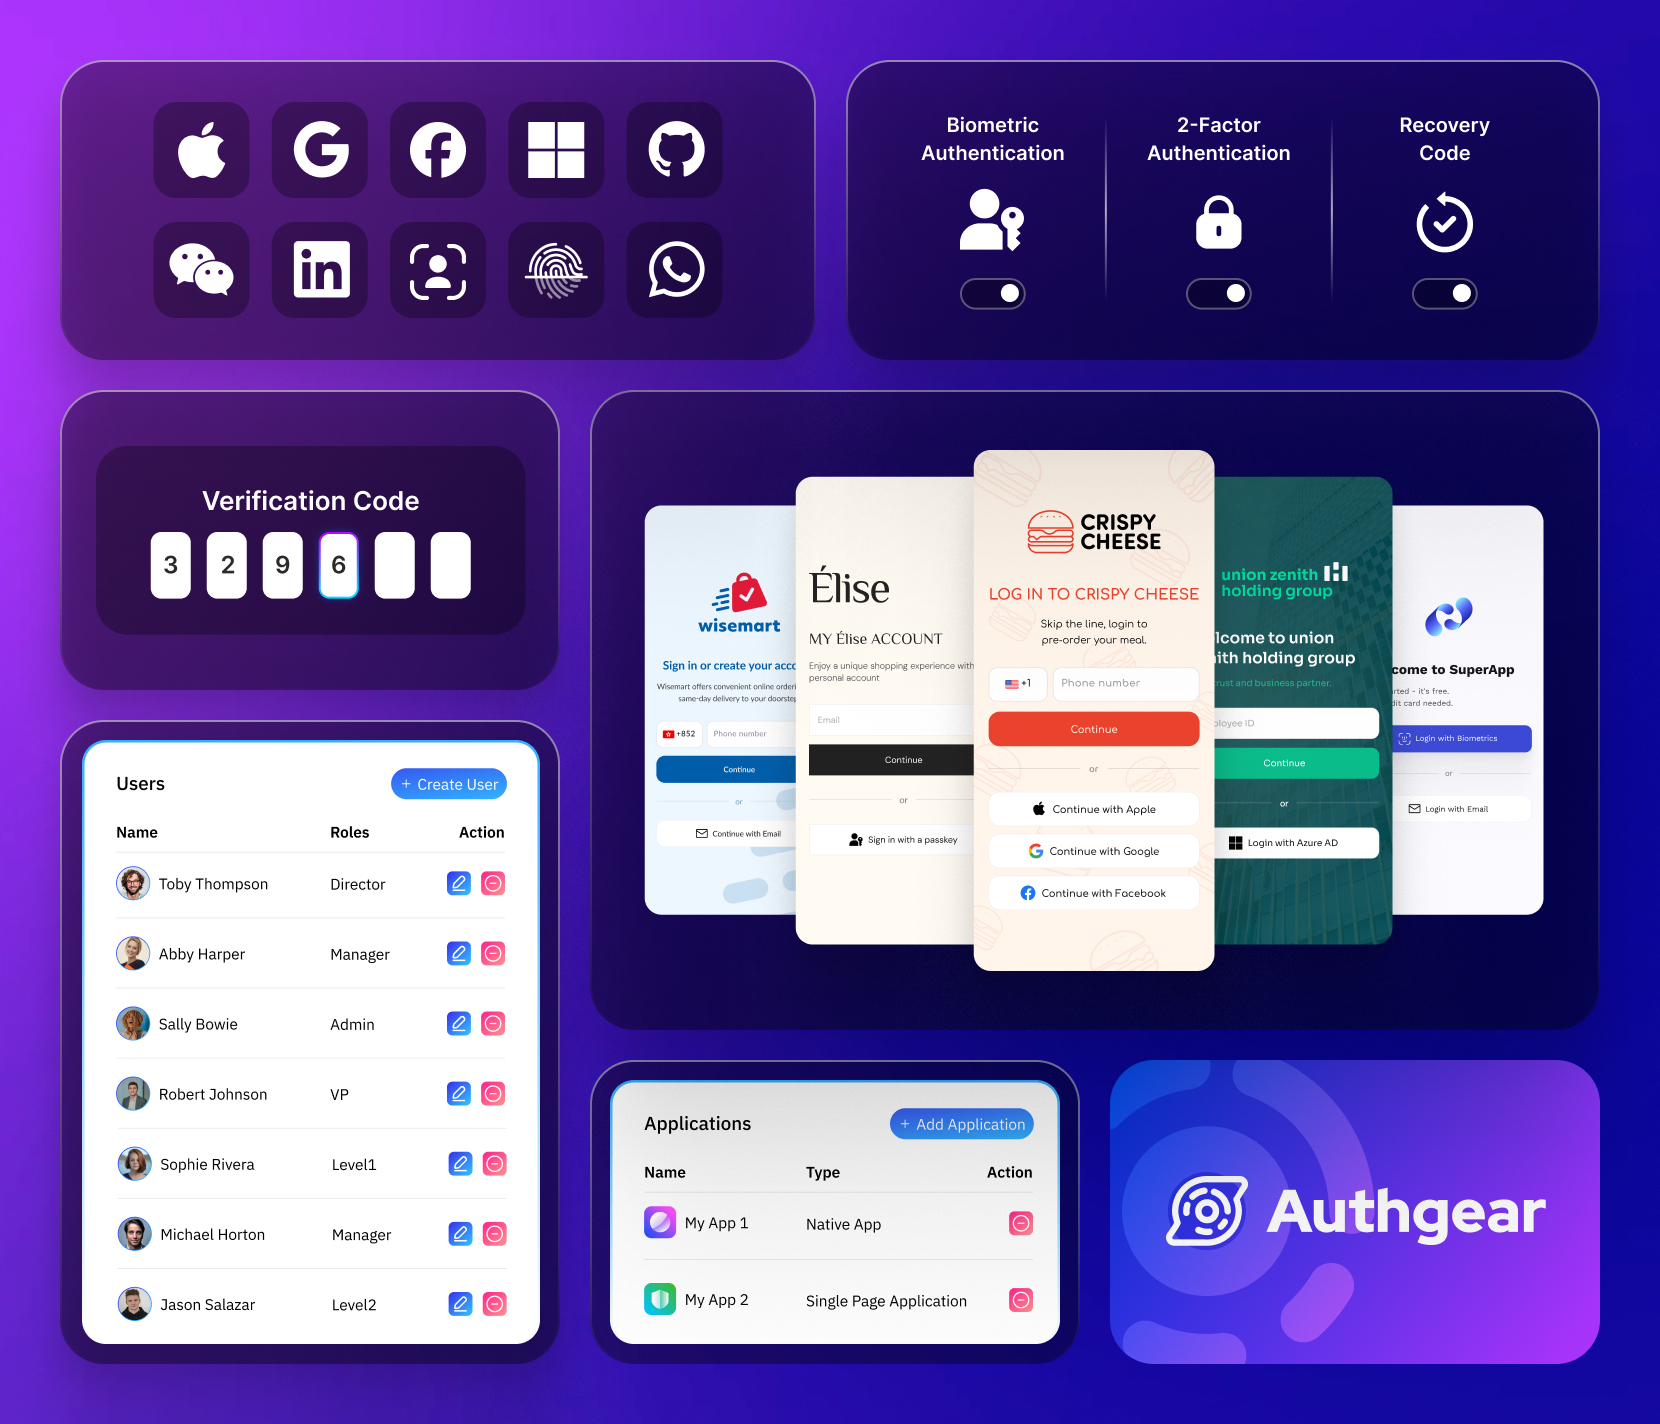 Biometric
Authentication
2-Factor
Authentication
Recovery
Code
Verification Code
3 2 9 6
wisemart
Sign in or create your acco
Wisemart offers convenient online orderi
same-day delivery to your doorstep
+852 Phone number
Continue
or
Continue with Email
Élise
MY Élise ACCOUNT
Enjoy a unique shopping experience with
personal account
Email
Continue
or
Sign in with a passkey
CRISPY
CHEESE
LOG IN TO CRISPY CHEESE
Skip the line, login to
pre-order your meal.
+1 Phone number
Continue
or
Continue with Apple
Continue with Google
Continue with Facebook
union zenith
holding group
lcome to union
ith holding group
trust and business partner.
ployee ID
Continue
or
Login with Azure AD
come to SuperApp
rted - it's free.
dit card needed.
Login with Biometrics
or
Login with Email
Users
+ Create User
Name Roles Action
Toby Thompson Director
Abby Harper Manager
Sally Bowie Admin
Robert Johnson VP
Sophie Rivera Level1
Michael Horton Manager
Jason Salazar Level2
Applications
+ Add Application
Name Type Action
My App 1 Native App
My App 2 Single Page Application
Authgear